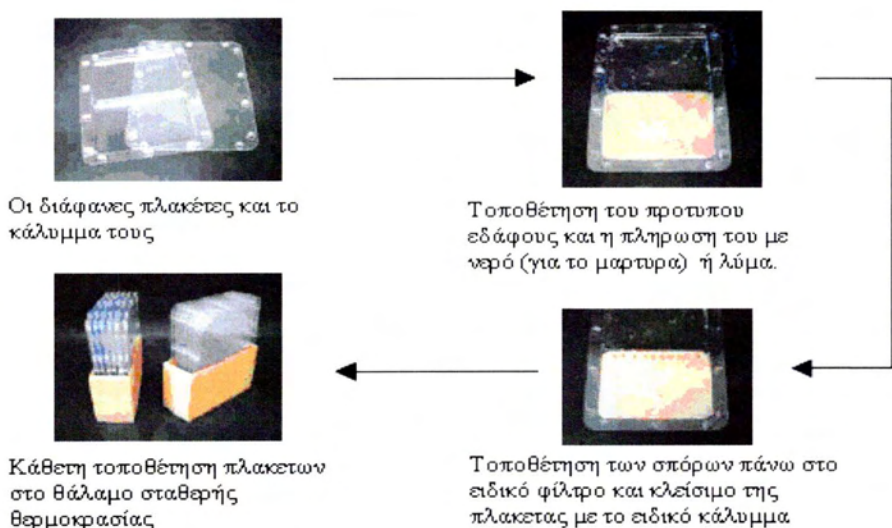 Οι διάφανες πλακέτες και το
κάλυμμα τους
Τοποθέτηση του προτυπου
εδάφους και η πληρωση του με
νερό (για το μαρτυρα) ή λύμα.
Τοποθέτηση των σπόρων πάνω στο
ειδικό φίλτρο και κλείσιμο της
πλακετας με το ειδικό κάλυμμα
Κάθετη τοποθέτηση πλακετων
στο θάλαμο σταθερής
θερμοκρασίας